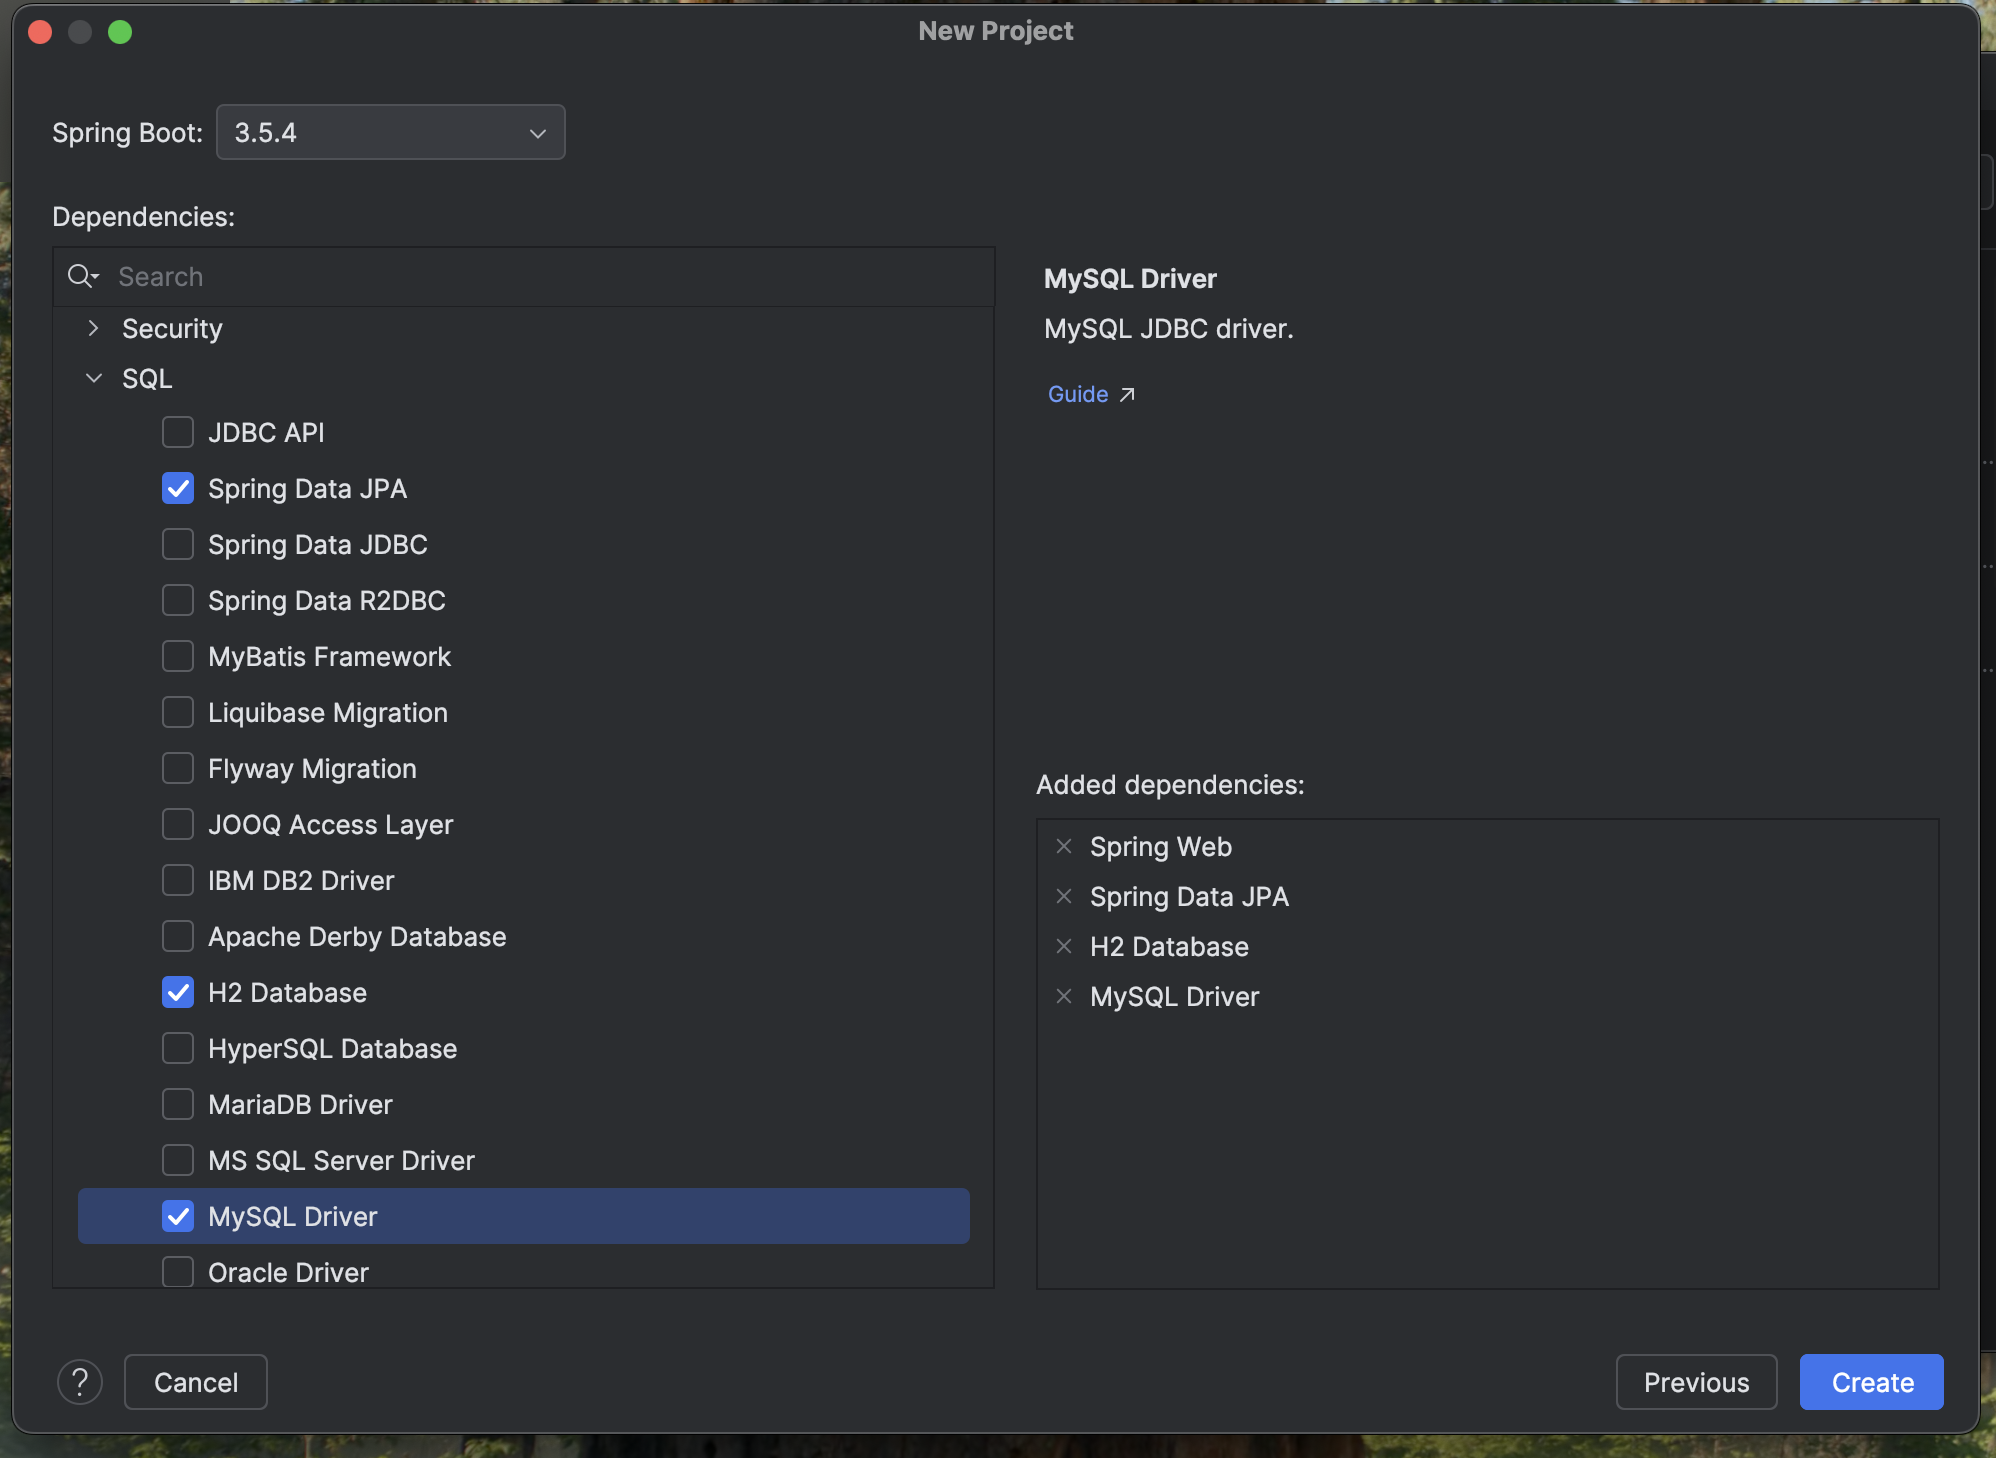 New Project
Spring Boot: 3.5.4
Dependencies:
Search
Security
SQL
JDBC API
Spring Data JPA
Spring Data JDBC
Spring Data R2DBC
MyBatis Framework
Liquibase Migration
Flyway Migration
JOOQ Access Layer
IBM DB2 Driver
Apache Derby Database
H2 Database
HyperSQL Database
MariaDB Driver
MS SQL Server Driver
MySQL Driver
Oracle Driver
MySQL Driver
MySQL JDBC driver.
Guide
Added dependencies:
Spring Web
Spring Data JPA
H2 Database
MySQL Driver
? Cancel Previous Create